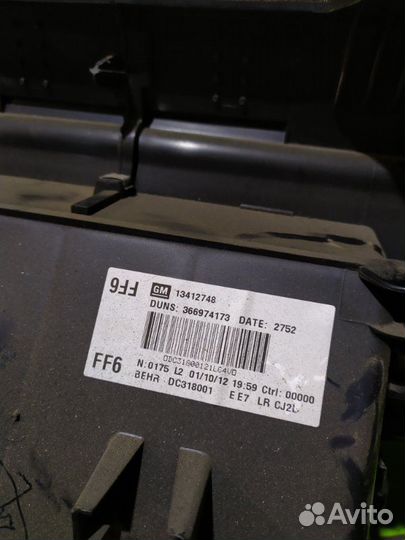 FF6
GM 13412748
DUNS: 366974173 DATE: 2752
FF6
N:0175 L2 01/10/12 19:59 Ctrl: 00000
BEHR DC318001 EE7 LR CJ2L
Avito